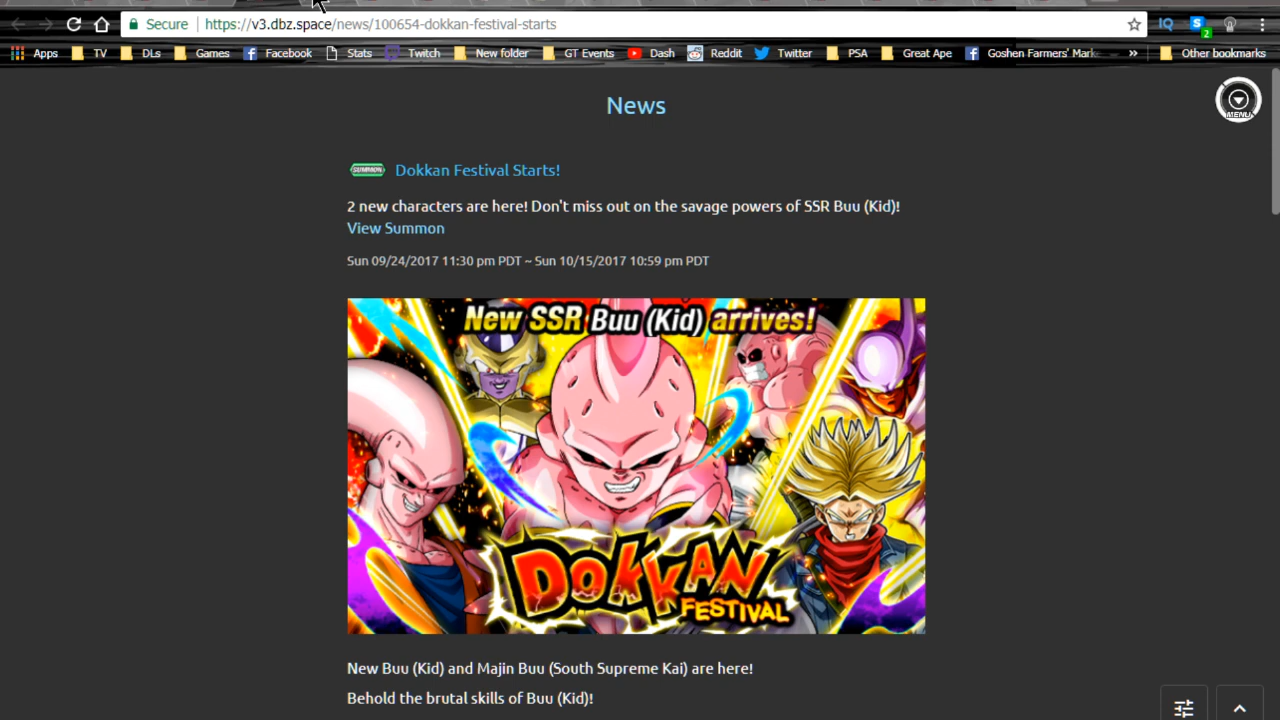 Secure https://v3.dbz.space/news/100654-dokkan-festival-starts
Apps TV DLs Games Facebook Stats Twitch New folder GT Events Dash Reddit Twitter PSA Great Ape Goshen Farmers' Mark » Other bookmarks
IQ S 2
MENU
News
SUMMON Dokkan Festival Starts!
2 new characters are here! Don't miss out on the savage powers of SSR Buu (Kid)!
View Summon
Sun 09/24/2017 11:30 pm PDT ~ Sun 10/15/2017 10:59 pm PDT
New SSR Buu (Kid) arrives!
DOKKAN
FESTIVAL
New Buu (Kid) and Majin Buu (South Supreme Kai) are here!
Behold the brutal skills of Buu (Kid)!